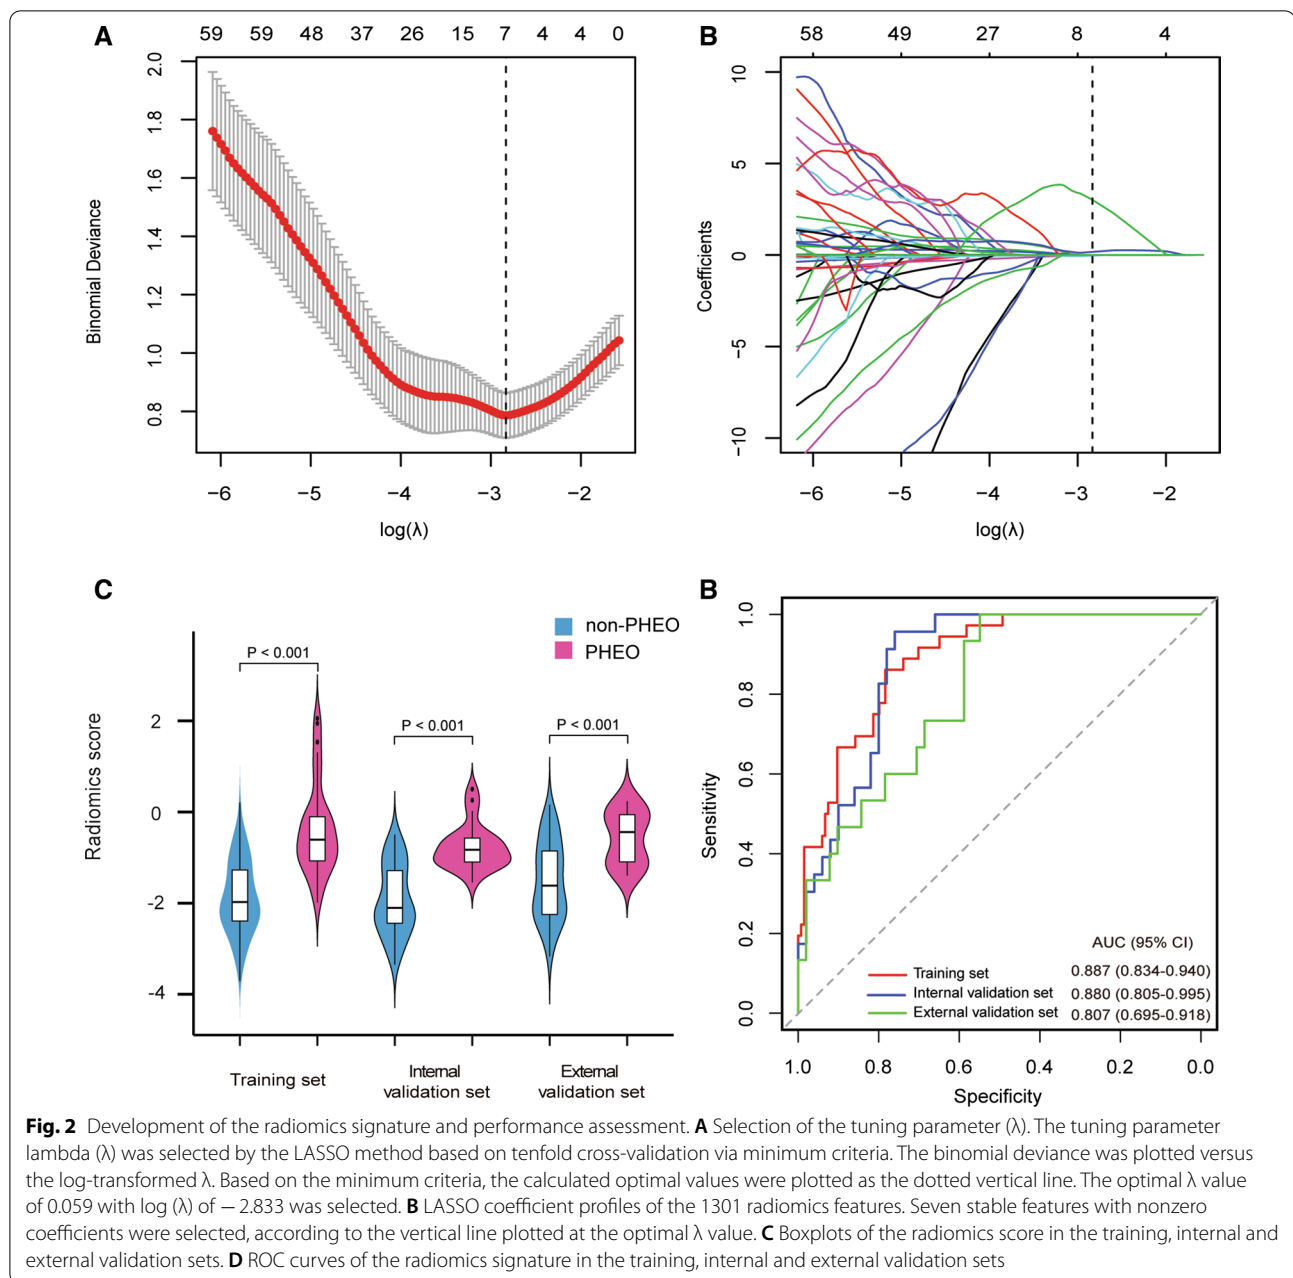 A
59 59 48 37 26 15 7 4 4 0
2.0
1.8
1.6
1.4
1.2
1.0
0.8
Binomial Deviance
−6 −5 −4 −3 −2
log(λ)
B
58 49 27 8 4
10
5
0
−5
−10
Coefficients
−6 −5 −4 −3 −2
log(λ)
C
non-PHEO
PHEO
P < 0.001
P < 0.001
P < 0.001
2
0
-2
-4
Radiomics score
Training set
Internal
validation set
External
validation set
B
1.0
0.8
0.6
0.4
0.2
0.0
Sensitivity
AUC (95% CI)
Training set 0.887 (0.834-0.940)
Internal validation set 0.880 (0.805-0.995)
External validation set 0.807 (0.695-0.918)
1.0 0.8 0.6 0.4 0.2 0.0
Specificity
Fig. 2 Development of the radiomics signature and performance assessment. A Selection of the tuning parameter (λ). The tuning parameter
lambda (λ) was selected by the LASSO method based on tenfold cross-validation via minimum criteria. The binomial deviance was plotted versus
the log-transformed λ. Based on the minimum criteria, the calculated optimal values were plotted as the dotted vertical line. The optimal λ value
of 0.059 with log (λ) of − 2.833 was selected. B LASSO coefficient profiles of the 1301 radiomics features. Seven stable features with nonzero
coefficients were selected, according to the vertical line plotted at the optimal λ value. C Boxplots of the radiomics score in the training, internal and
external validation sets. D ROC curves of the radiomics signature in the training, internal and external validation sets